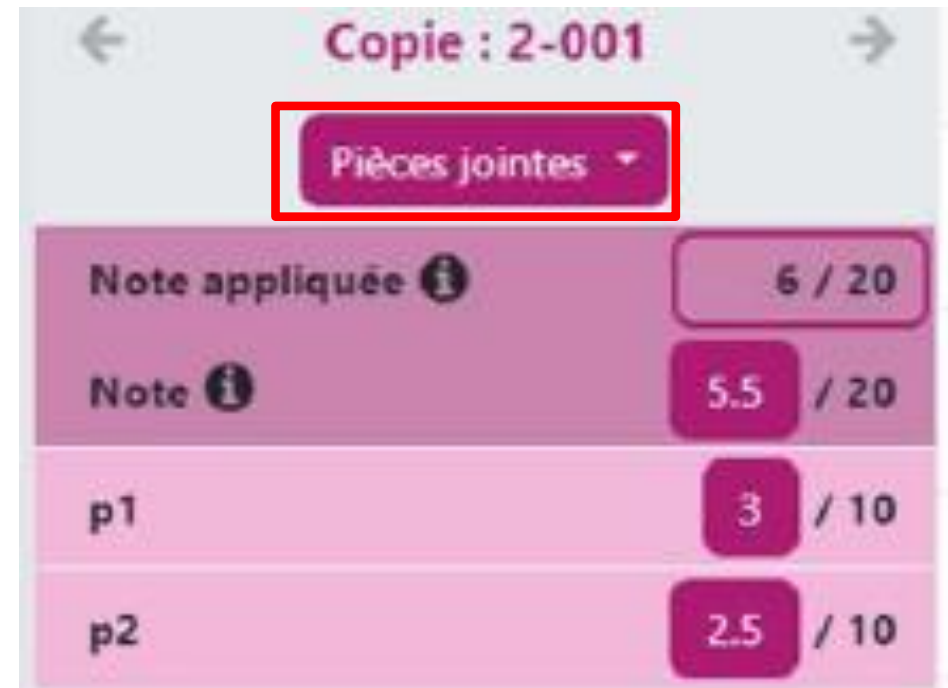 Copie : 2-001
Pièces jointes
Note appliquée 6 / 20
Note 5.5 / 20
p1 3 / 10
p2 2.5 / 10